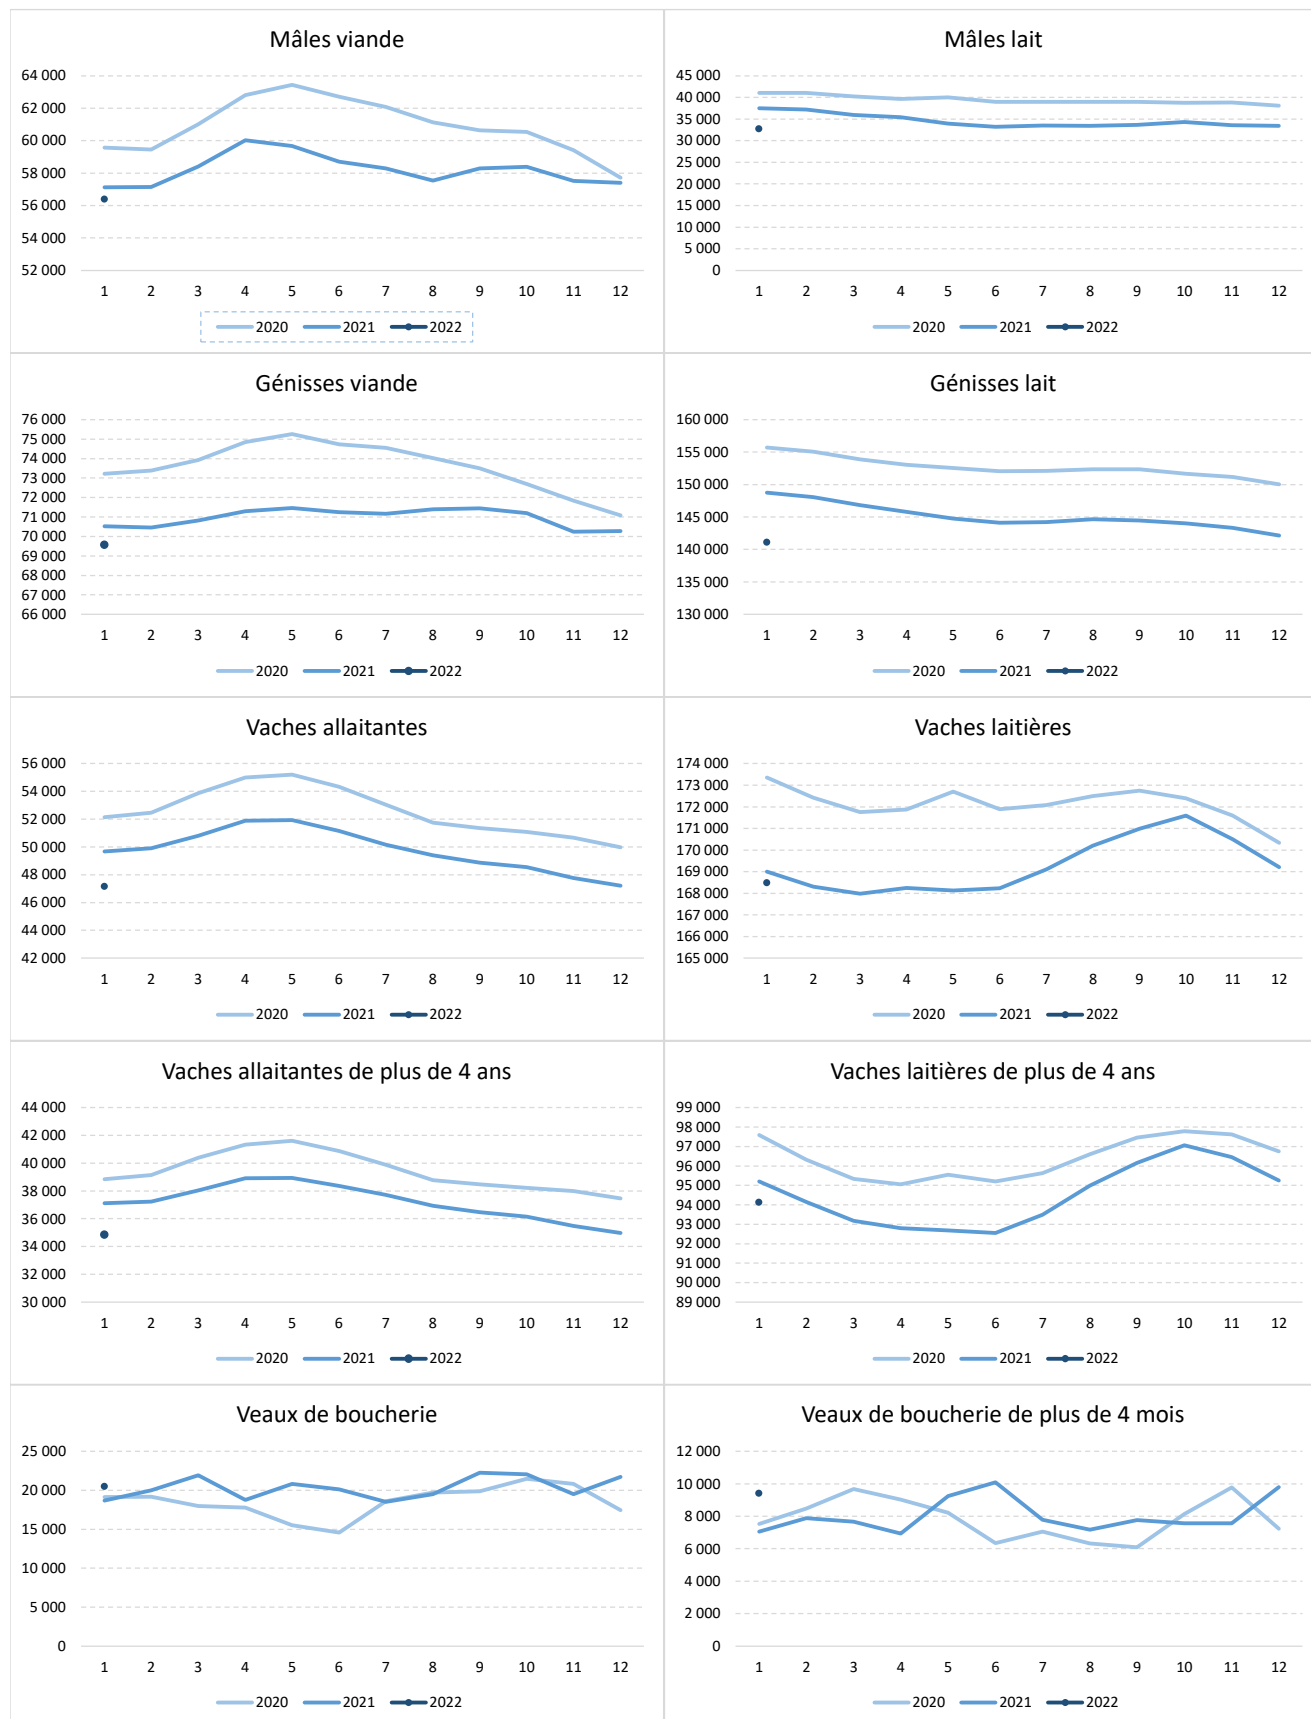 Mâles viande
64 000
62 000
60 000
58 000
56 000
54 000
52 000
1 2 3 4 5 6 7 8 9 10 11 12
2020 2021 2022
Mâles lait
45 000
40 000
35 000
30 000
25 000
20 000
15 000
10 000
5 000
0
1 2 3 4 5 6 7 8 9 10 11 12
2020 2021 2022
Génisses viande
76 000
75 000
74 000
73 000
72 000
71 000
70 000
69 000
68 000
67 000
66 000
1 2 3 4 5 6 7 8 9 10 11 12
2020 2021 2022
Génisses lait
160 000
155 000
150 000
145 000
140 000
135 000
130 000
1 2 3 4 5 6 7 8 9 10 11 12
2020 2021 2022
Vaches allaitantes
56 000
54 000
52 000
50 000
48 000
46 000
44 000
42 000
1 2 3 4 5 6 7 8 9 10 11 12
2020 2021 2022
Vaches laitières
174 000
173 000
172 000
171 000
170 000
169 000
168 000
167 000
166 000
165 000
1 2 3 4 5 6 7 8 9 10 11 12
2020 2021 2022
Vaches allaitantes de plus de 4 ans
44 000
42 000
40 000
38 000
36 000
34 000
32 000
30 000
1 2 3 4 5 6 7 8 9 10 11 12
2020 2021 2022
Vaches laitières de plus de 4 ans
99 000
98 000
97 000
96 000
95 000
94 000
93 000
92 000
91 000
90 000
89 000
1 2 3 4 5 6 7 8 9 10 11 12
2020 2021 2022
Veaux de boucherie
25 000
20 000
15 000
10 000
5 000
0
1 2 3 4 5 6 7 8 9 10 11 12
2020 2021 2022
Veaux de boucherie de plus de 4 mois
12 000
10 000
8 000
6 000
4 000
2 000
0
1 2 3 4 5 6 7 8 9 10 11 12
2020 2021 2022